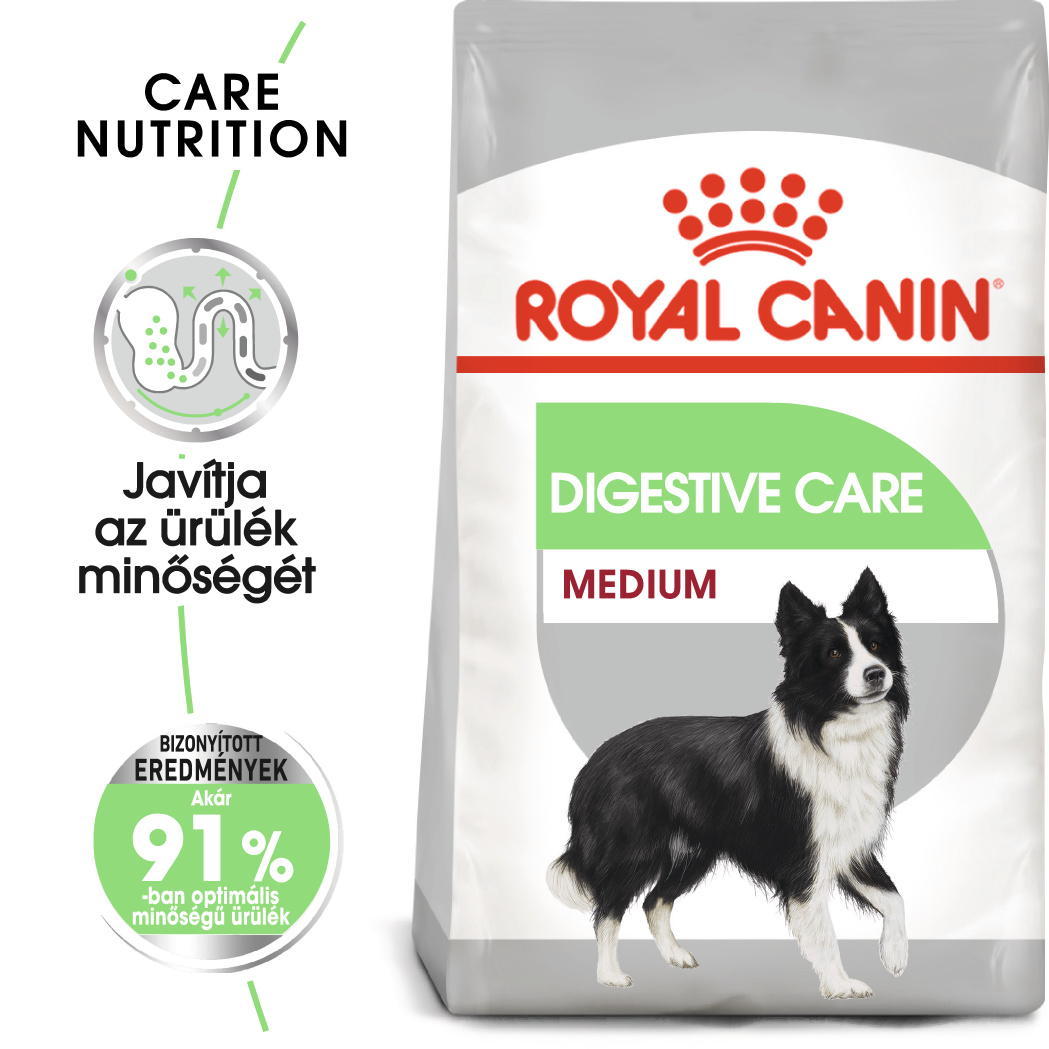 CARE
NUTRITION
Javítja
az ürülék
minőségét
BIZONYÍTOTT
EREDMÉNYEK
Akár
91%
-ban optimális
minőségű ürülék
ROYAL CANIN®
DIGESTIVE CARE
MEDIUM